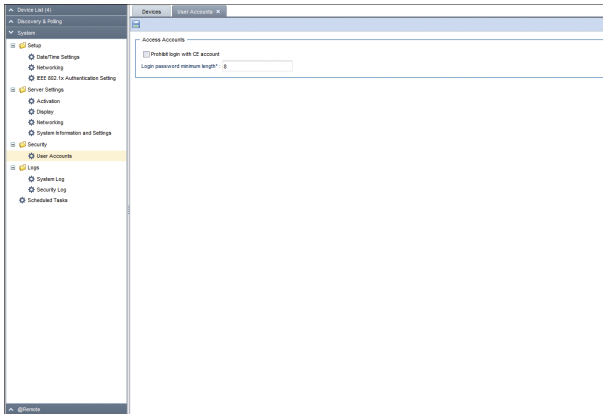 Device List (4)
Discovery & Polling
System
Setup
Date/Time Settings
Networking
IEEE 802.1x Authentication Setting
Server Settings
Activation
Display
Networking
System Information and Settings
Security
User Accounts
Logs
System Log
Security Log
Scheduled Tasks
@Remote
Devices
User Accounts ×
Access Accounts
Prohibit login with CE account
Login password minimum length* : 8